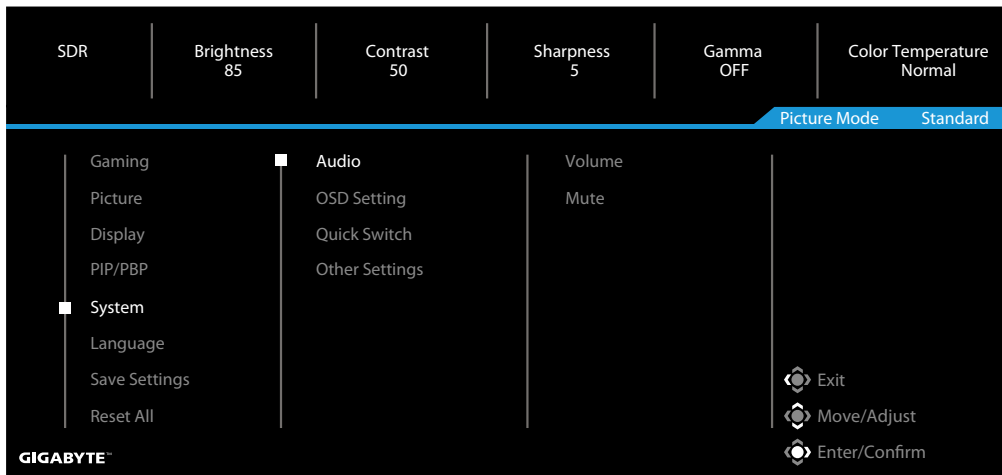 SDR
Brightness
85
Contrast
50
Sharpness
5
Gamma
OFF
Color Temperature
Normal
Picture Mode Standard
Gaming
Picture
Display
PIP/PBP
System
Language
Save Settings
Reset All
Audio
OSD Setting
Quick Switch
Other Settings
Volume
Mute
Exit
Move/Adjust
Enter/Confirm
GIGABYTE™